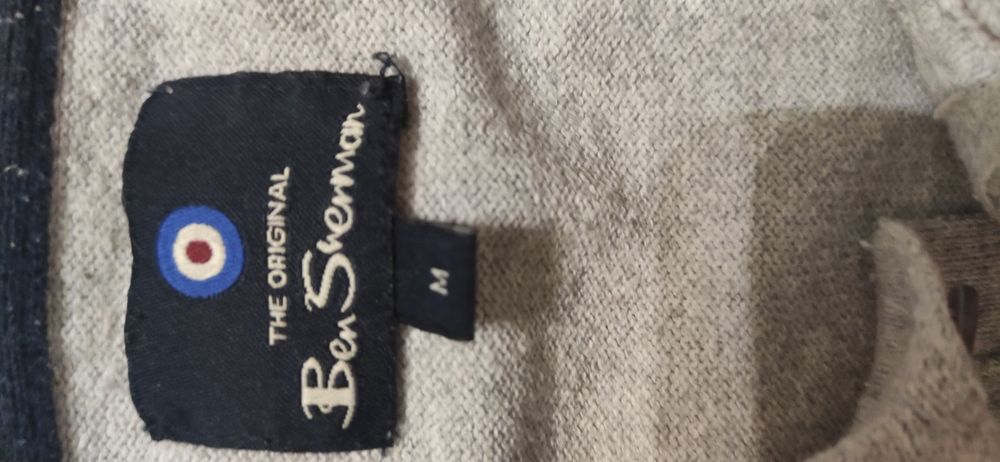 THE ORIGINAL
Ben Sherman
M